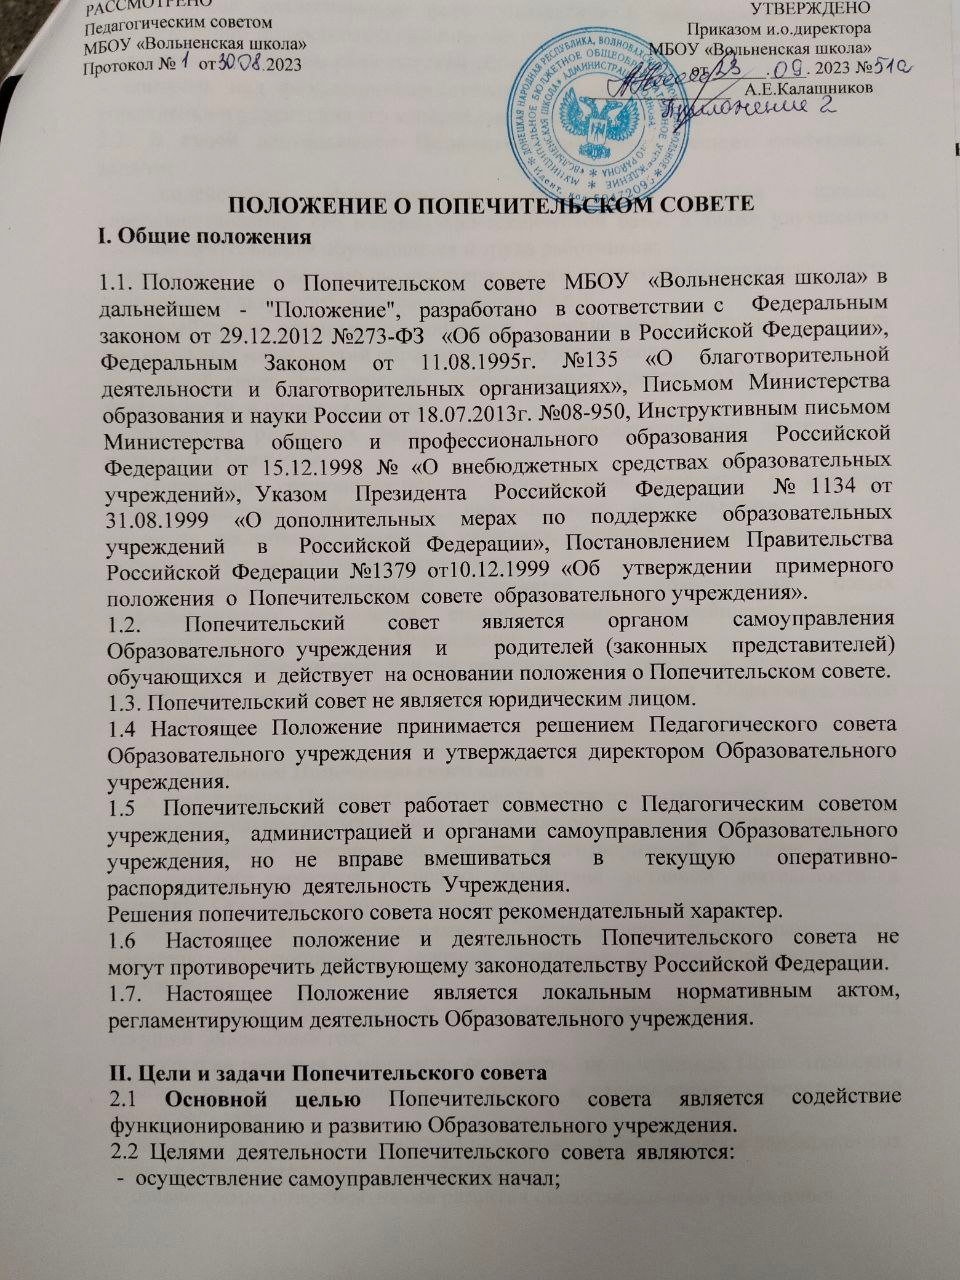 РАССМОТРЕНО
Педагогическим советом
МБОУ «Вольненская школа»
Протокол № 1 от 30 08.2023
УТВЕРЖДЕНО
Приказом и.о.директора
МБОУ «Вольненская школа»
от 23 .09. 2023 №51а
А.Е.Калашников
Приложение 2
ПОЛОЖЕНИЕ О ПОПЕЧИТЕЛЬСКОМ СОВЕТЕ
I. Общие положения
1.1. Положение о Попечительском совете МБОУ «Вольненская школа» в
дальнейшем - "Положение", разработано в соответствии с Федеральным
законом от 29.12.2012 №273-ФЗ «Об образовании в Российской Федерации»,
Федеральным Законом от 11.08.1995г. №135 «О благотворительной
деятельности и благотворительных организациях», Письмом Министерства
образования и науки России от 18.07.2013г. №08-950, Инструктивным письмом
Министерства общего и профессионального образования Российской
Федерации от 15.12.1998 № «О внебюджетных средствах образовательных
учреждений», Указом Президента Российской Федерации № 1134 от
31.08.1999 «О дополнительных мерах по поддержке образовательных
учреждений в Российской Федерации», Постановлением Правительства
Российской Федерации №1379 от10.12.1999 «Об утверждении примерного
положения о Попечительском совете образовательного учреждения».
1.2. Попечительский совет является органом самоуправления
Образовательного учреждения и родителей (законных представителей)
обучающихся и действует на основании положения о Попечительском совете.
1.3. Попечительский совет не является юридическим лицом.
1.4 Настоящее Положение принимается решением Педагогического совета
Образовательного учреждения и утверждается директором Образовательного
учреждения.
1.5 Попечительский совет работает совместно с Педагогическим советом
учреждения, администрацией и органами самоуправления Образовательного
учреждения, но не вправе вмешиваться в текущую оперативно-
распорядительную деятельность Учреждения.
Решения попечительского совета носят рекомендательный характер.
1.6 Настоящее положение и деятельность Попечительского совета не
могут противоречить действующему законодательству Российской Федерации.
1.7. Настоящее Положение является локальным нормативным актом,
регламентирующим деятельность Образовательного учреждения.
II. Цели и задачи Попечительского совета
2.1 Основной целью Попечительского совета является содействие
функционированию и развитию Образовательного учреждения.
2.2 Целями деятельности Попечительского совета являются:
- осуществление самоуправленческих начал;